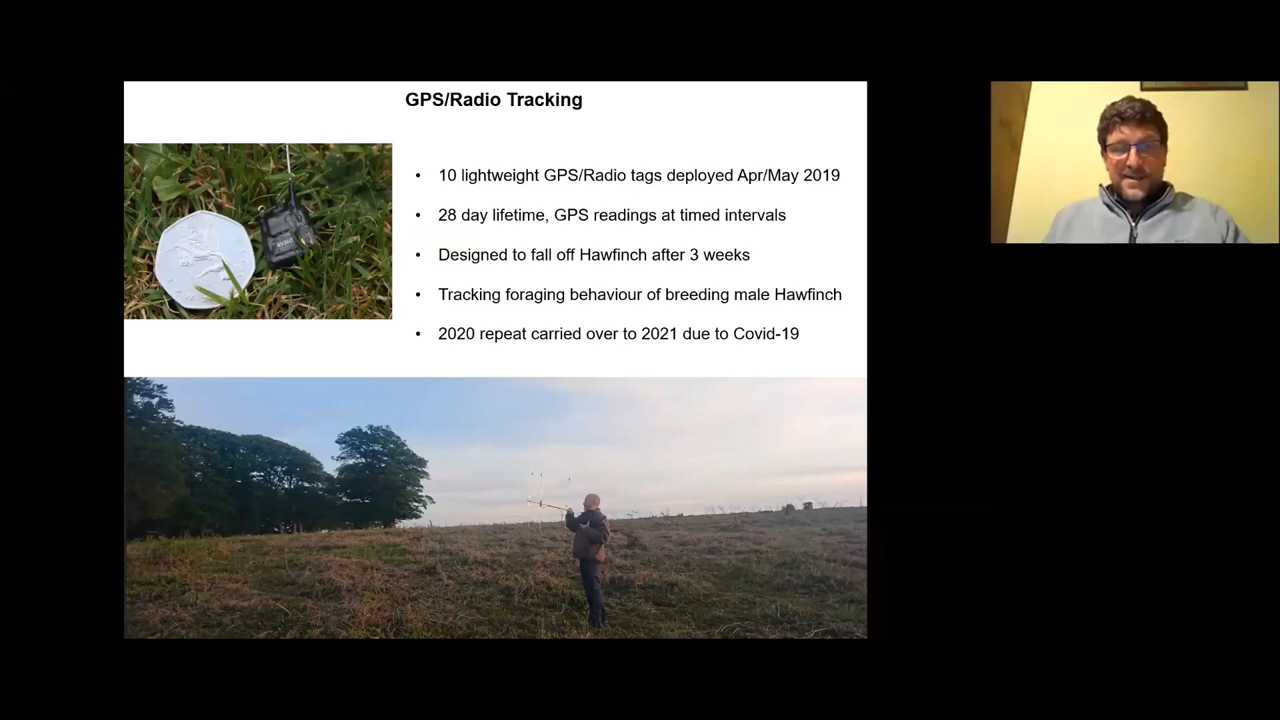 GPS/Radio Tracking
• 10 lightweight GPS/Radio tags deployed Apr/May 2019
• 28 day lifetime, GPS readings at timed intervals
• Designed to fall off Hawfinch after 3 weeks
• Tracking foraging behaviour of breeding male Hawfinch
• 2020 repeat carried over to 2021 due to Covid-19